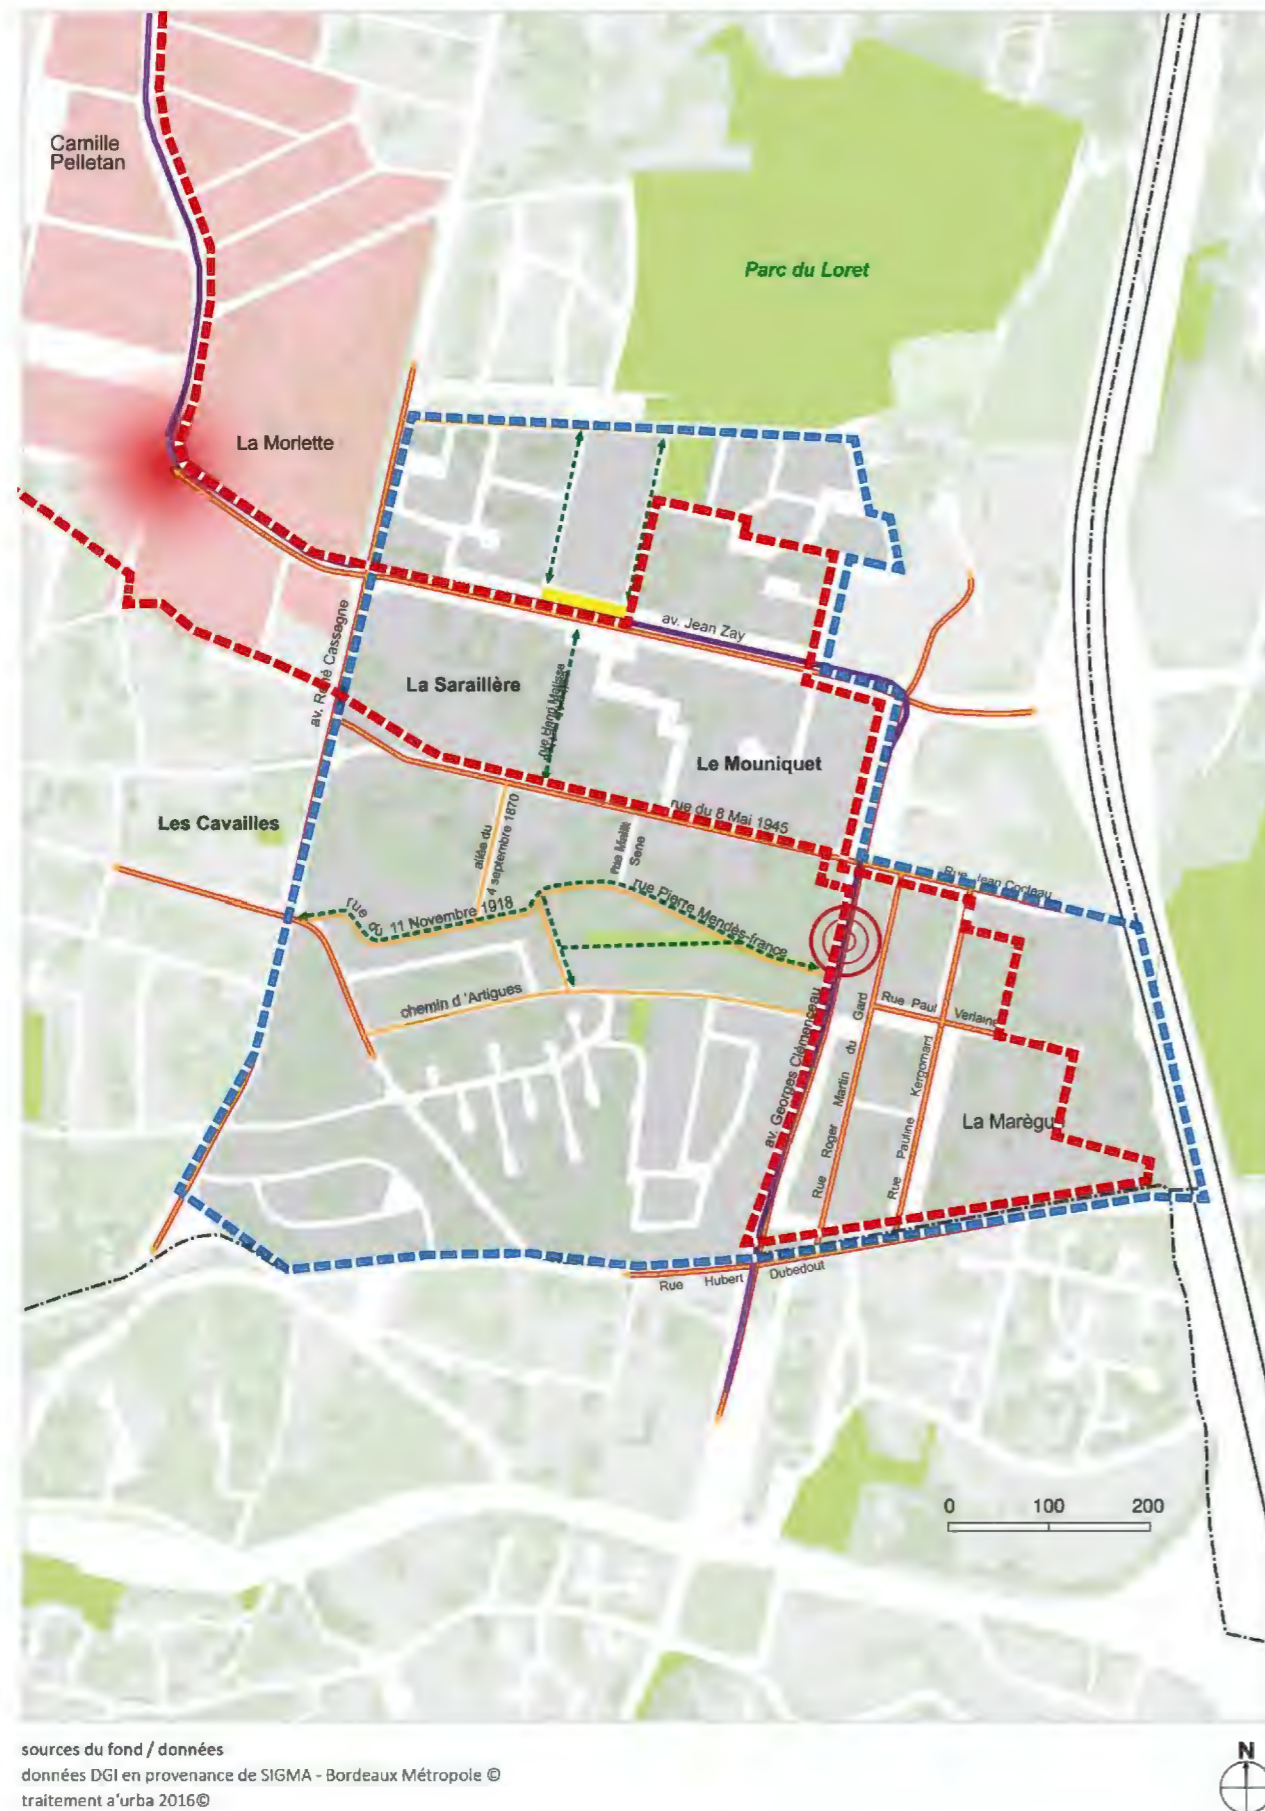 Camille
Pelletan
Parc du Loret
La Morlette
av. René Cassagne
av. Jean Zay
La Saraillère
rue Henri Matisse
Le Mouniquet
rue du 8 Mai 1945
Les Cavailles
allée du
4 septembre 1870
rue Malik
Sene
Rue Jean Cocteau
rue du 11 Novembre 1918
rue Pierre Mendès-france
chemin d 'Artigues
av. Georges Clémenceau
Rue Roger Martin du Gard
Rue Paul Verlaine
Rue Pauline Kergomard
La Marègue
Rue Hubert Dubedout
0 100 200
sources du fond / données
données DGI en provenance de SIGMA - Bordeaux Métropole ©
traitement a'urba 2016©
N